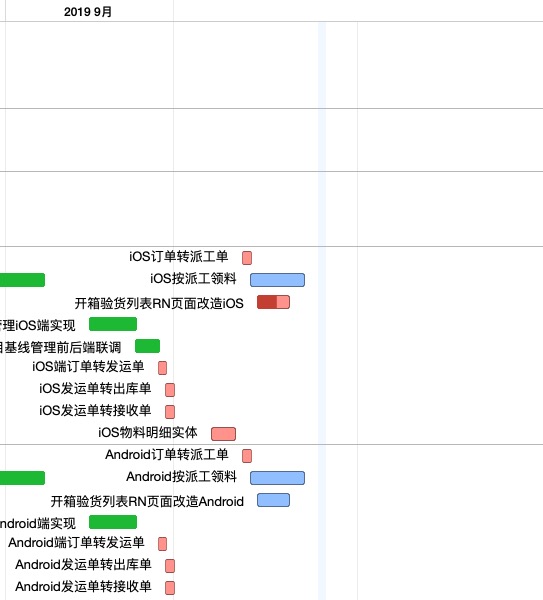 2019 9月
iOS订单转派工单
iOS按派工领料
开箱验货列表RN页面改造iOS
管理iOS端实现
目基线管理前后端联调
iOS端订单转发运单
iOS发运单转出库单
iOS发运单转接收单
iOS物料明细实体
Android订单转派工单
Android按派工领料
开箱验货列表RN页面改造Android
ndroid端实现
Android端订单转发运单
Android发运单转出库单
Android发运单转接收单